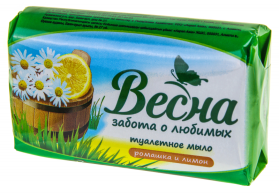 Весна
забота о любимых
туалетное мыло
ромашка и лимон